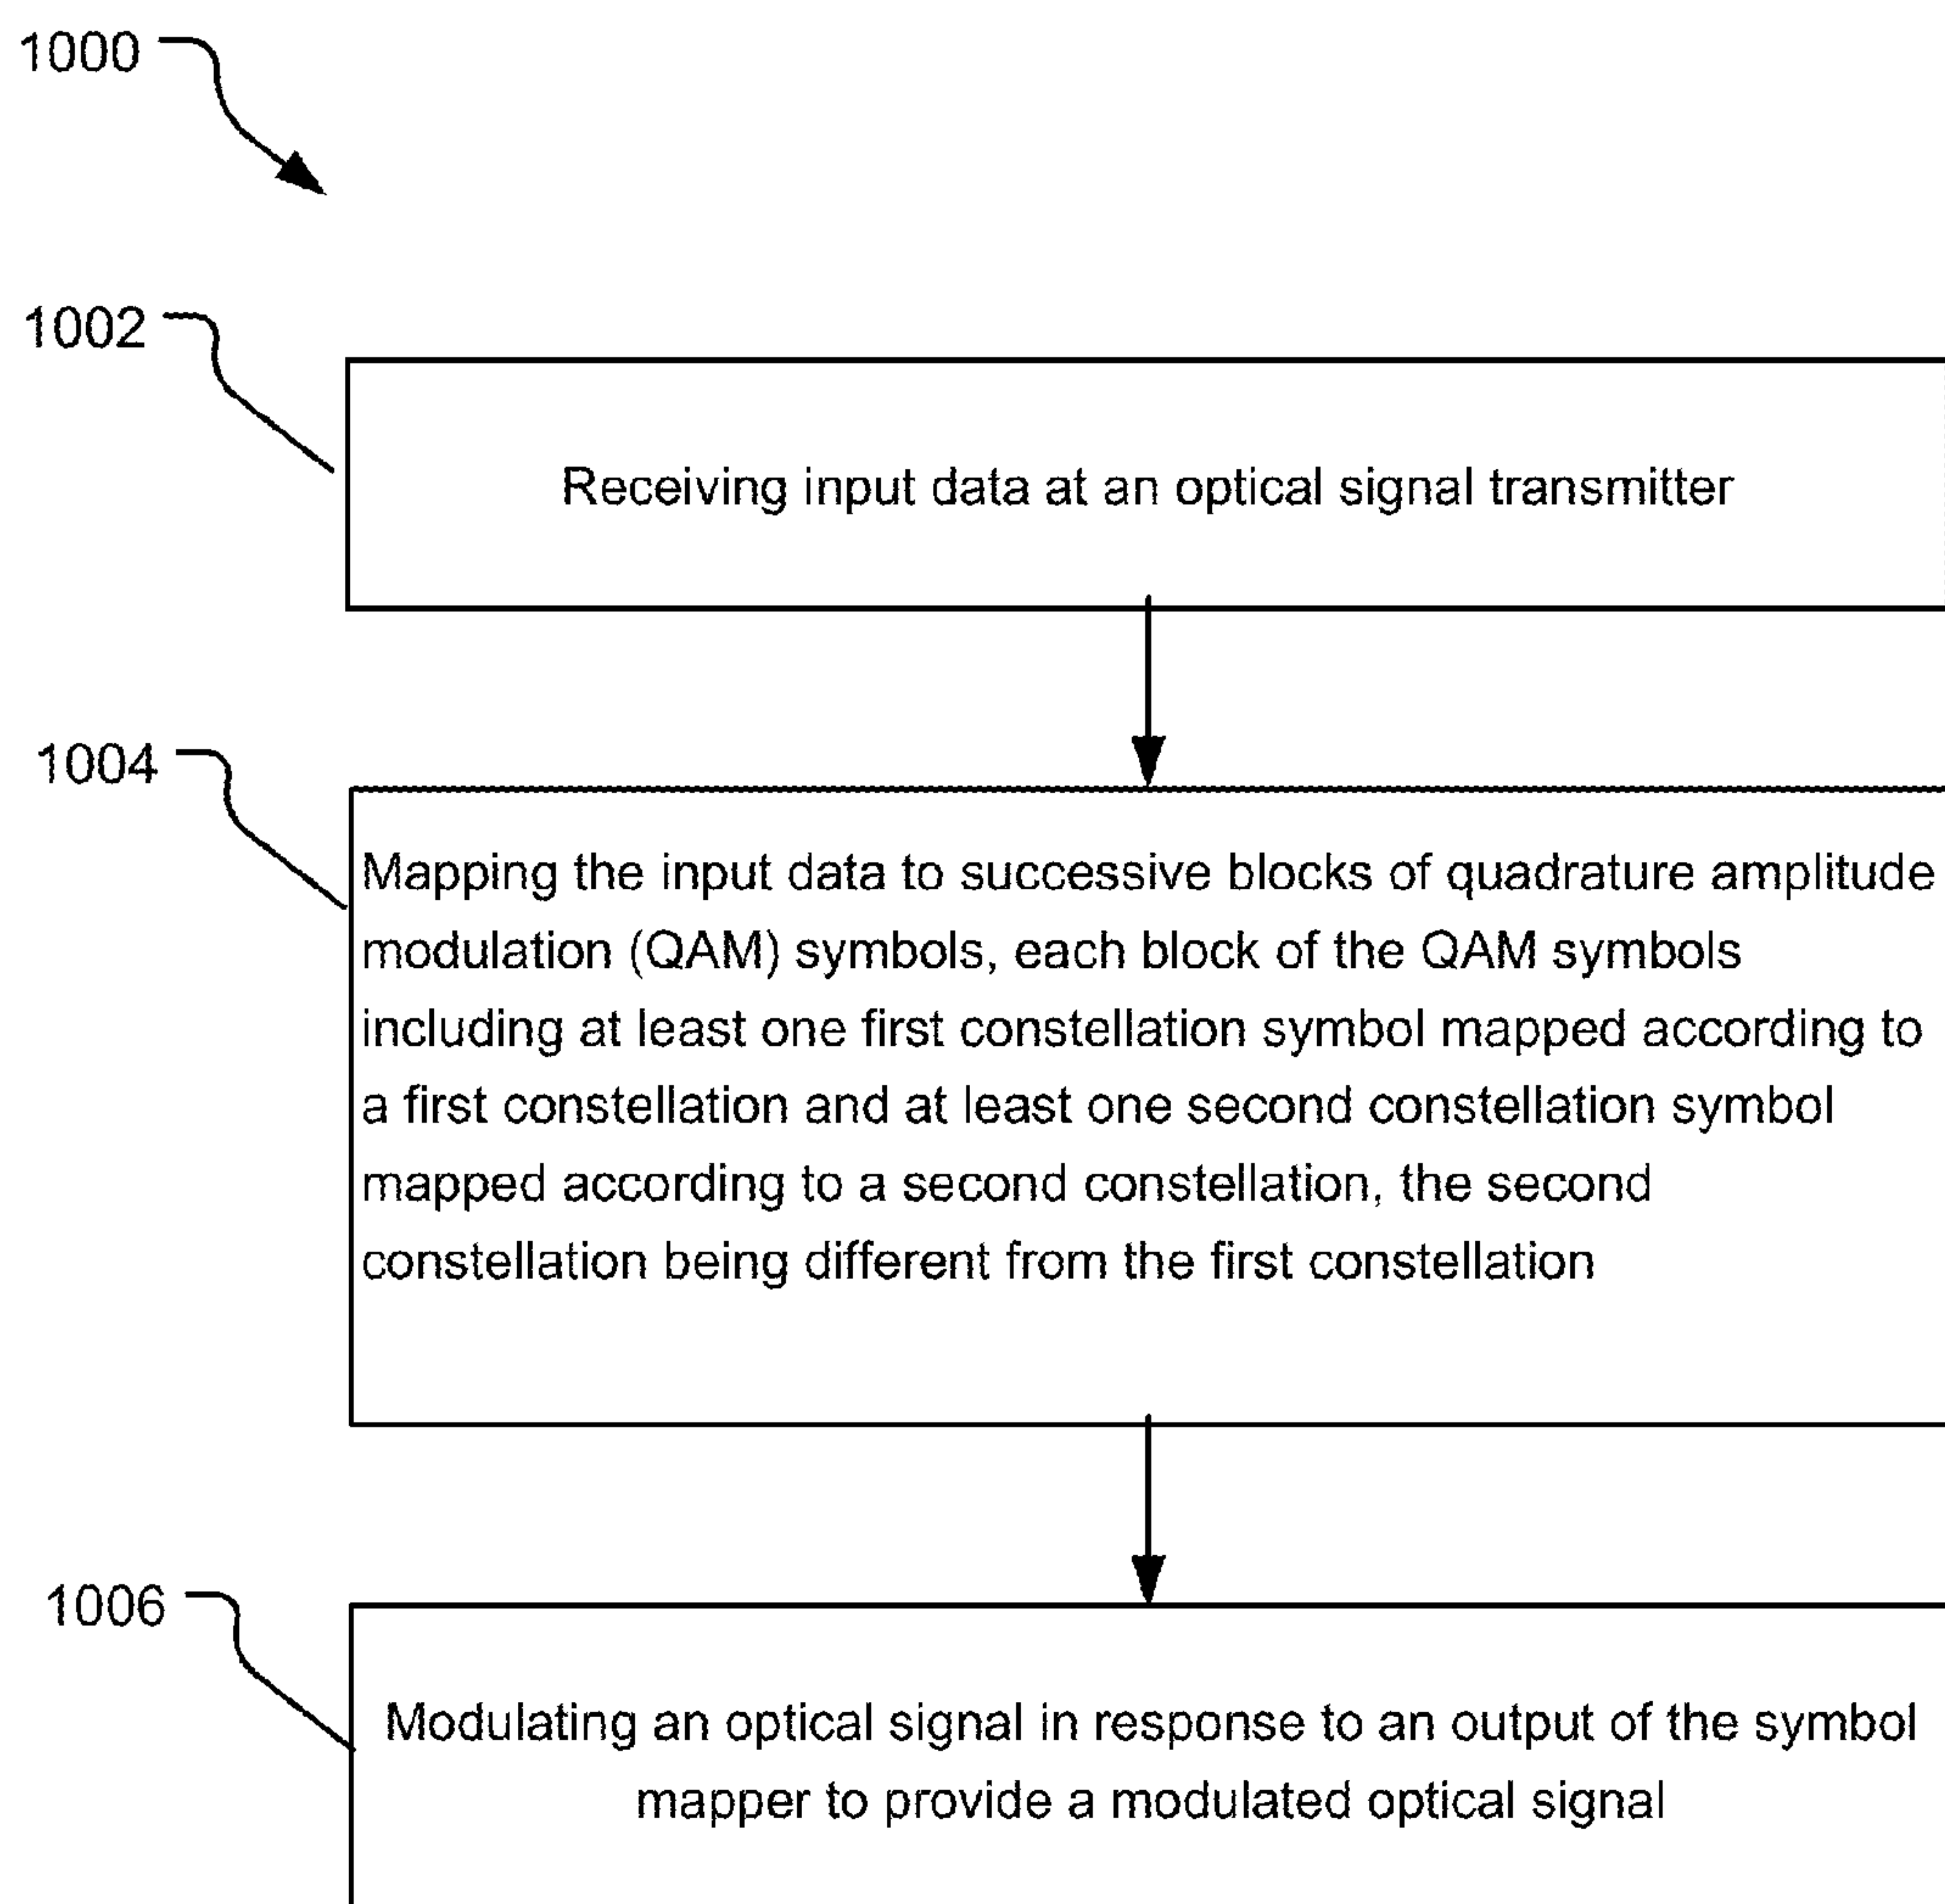 1000
1002
Receiving input data at an optical signal transmitter
1004
Mapping the input data to successive blocks of quadrature amplitude
modulation (QAM) symbols, each block of the QAM symbols
including at least one first constellation symbol mapped according to
a first constellation and at least one second constellation symbol
mapped according to a second constellation, the second
constellation being different from the first constellation
1006
Modulating an optical signal in response to an output of the symbol
mapper to provide a modulated optical signal